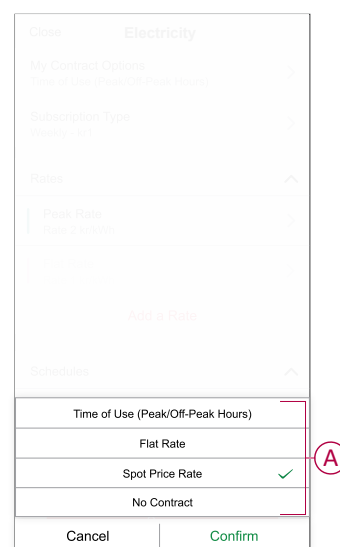 Close Electricity
My Contract Options
Time of Use (Peak/Off-Peak Hours)
Subscription Type
Rates
Peak Rate
Add a Rate
Schedules
Time of Use (Peak/Off-Peak Hours)
Flat Rate
Spot Price Rate
No Contract
A
Cancel Confirm